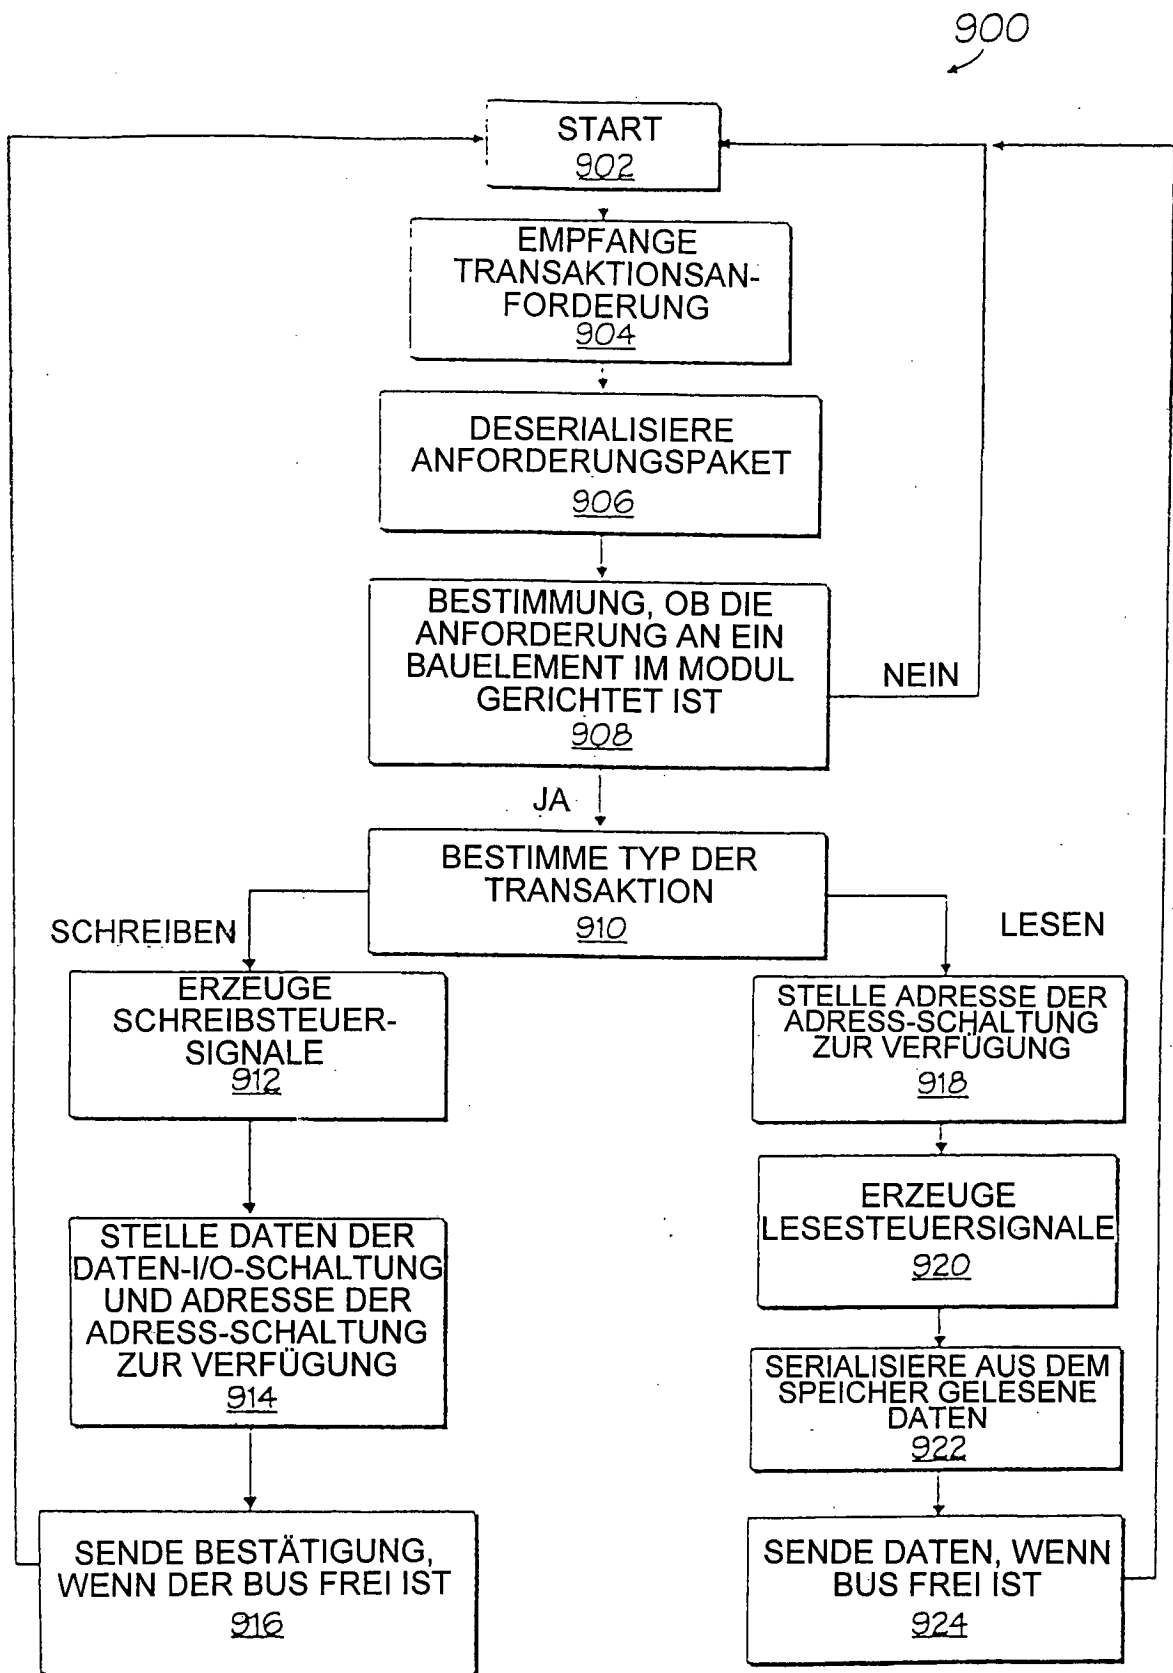 900
START
902
EMPFANGE
TRANSAKTIONSAN-
FORDERUNG
904
DESERIALISIERE
ANFORDERUNGSPAKET
906
BESTIMMUNG, OB DIE
ANFORDERUNG AN EIN
BAUELEMENT IM MODUL
GERICHTET IST
908
NEIN
JA
BESTIMME TYP DER
TRANSAKTION
910
SCHREIBEN
ERZEUGE
SCHREIBSTEUER-
SIGNALE
912
STELLE DATEN DER
DATEN-I/O-SCHALTUNG
UND ADRESSE DER
ADRESS-SCHALTUNG
ZUR VERFÜGUNG
914
SENDE BESTÄTIGUNG,
WENN DER BUS FREI IST
916
LESEN
STELLE ADRESSE DER
ADRESS-SCHALTUNG
ZUR VERFÜGUNG
918
ERZEUGE
LESESTEUERSIGNALE
920
SERIALISIERE AUS DEM
SPEICHER GELESENE
DATEN
922
SENDE DATEN, WENN
BUS FREI IST
924